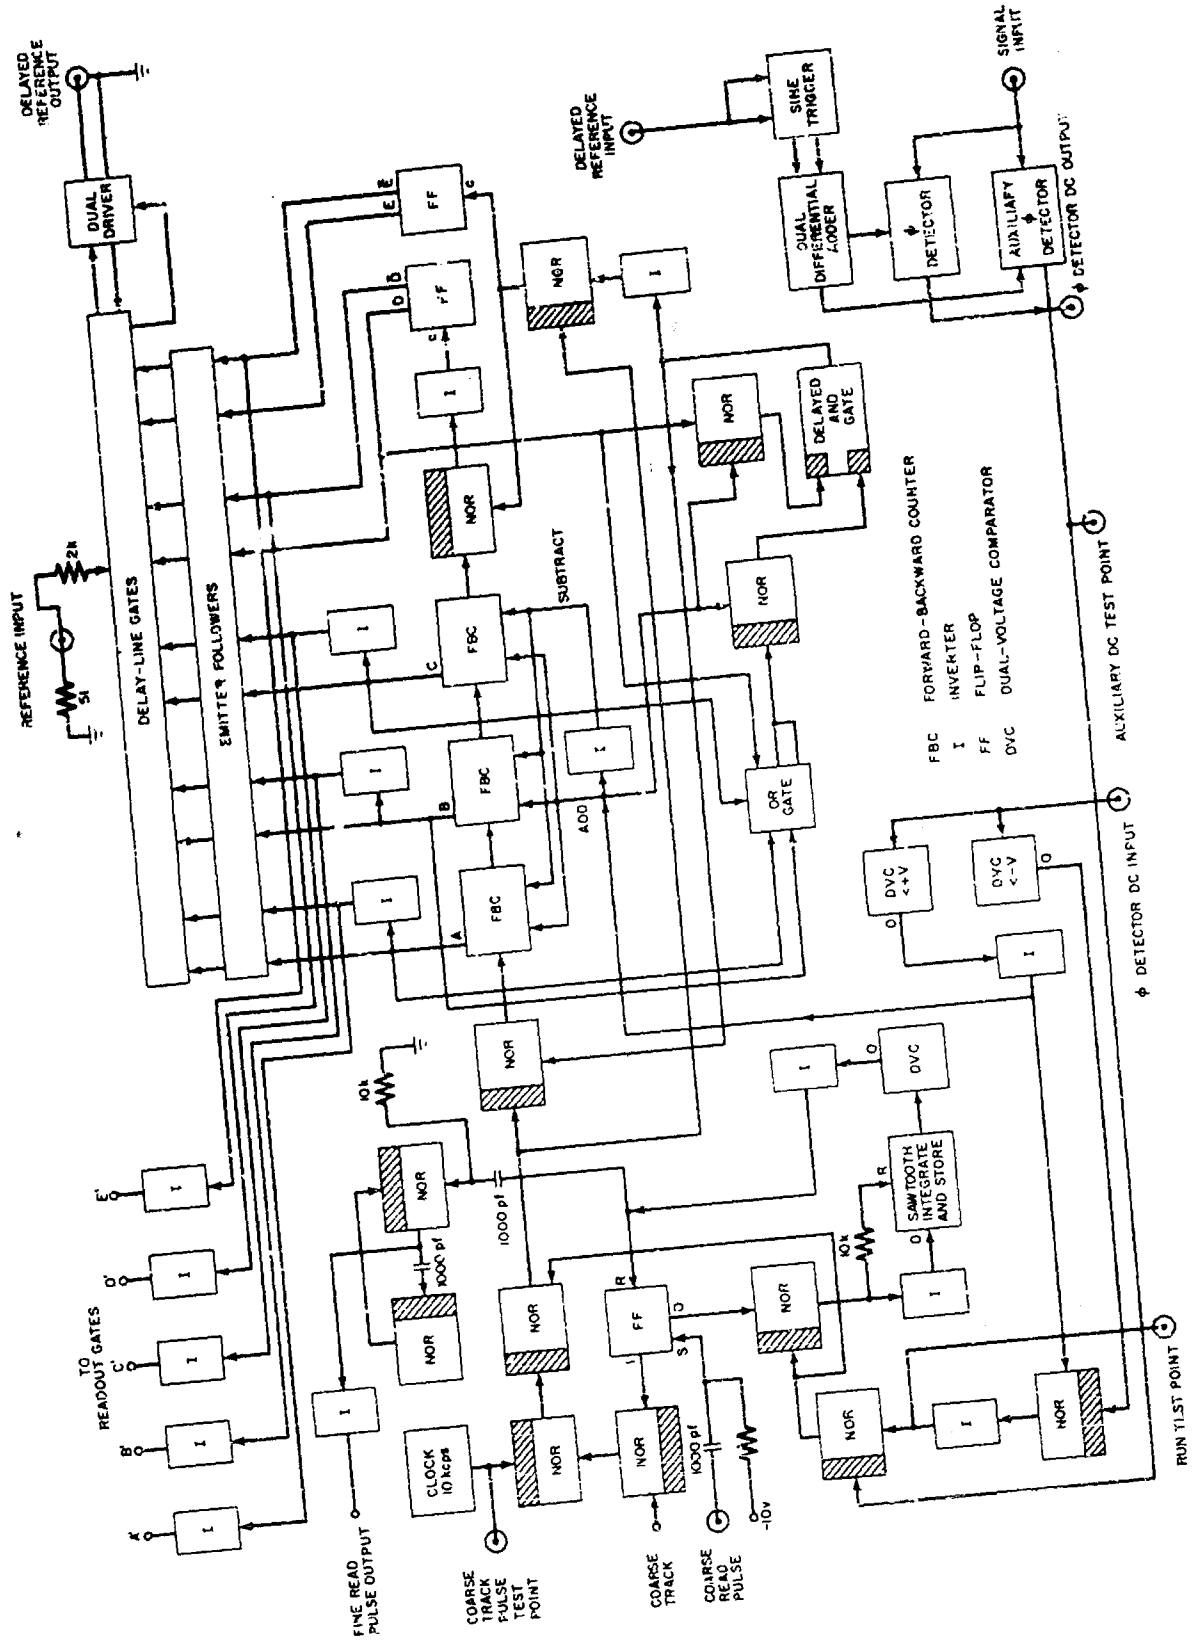 DELAYED
REFERENCE
OUTPUT
DUAL
DRIVER
REFERENCE INPUT
51
2k
DELAY-LINE GATES
EMITTER FOLLOWERS
TO
READOUT GATES
A'
B'
C'
D'
E'
I
I
I
I
I
FINE READ
PULSE OUTPUT
I
NOR
NOR
1000 pf
10k
1000 pf
CLOCK
10 kcps
COARSE
TRACK
PULSE
TEST
POINT
NOR
NOR
NOR
COARSE
TRACK
NOR
FF
R
I
O
S
COARSE
READ
PULSE
1000 pf
-10v
NOR
I
10k
O
R
SAWTOOTH
INTEGRATE
AND STORE
DVC
O
I
NOR
I
NOR
RUN TEST POINT
A
FBC
B
FBC
C
FBC
I
I
I
ADD
SUBTRACT
I
NOR
I
C
FF
D
D̅
FF
C
E
E̅
NOR
I
NOR
DELAYED
AND
GATE
NOR
OR
GATE
DELAYED
REFERENCE
INPUT
SINE
TRIGGER
DUAL
DIFFERENTIAL
ADDER
ϕ
DETECTOR
AUXILIARY
ϕ
DETECTOR
SIGNAL
INPUT
ϕ DETECTOR DC OUTPUT
AUXILIARY DC TEST POINT
ϕ DETECTOR DC INPUT
DVC
<+V
O
DVC
<-V
O
I
FBC FORWARD-BACKWARD COUNTER
I INVERTER
FF FLIP-FLOP
DVC DUAL-VOLTAGE COMPARATOR